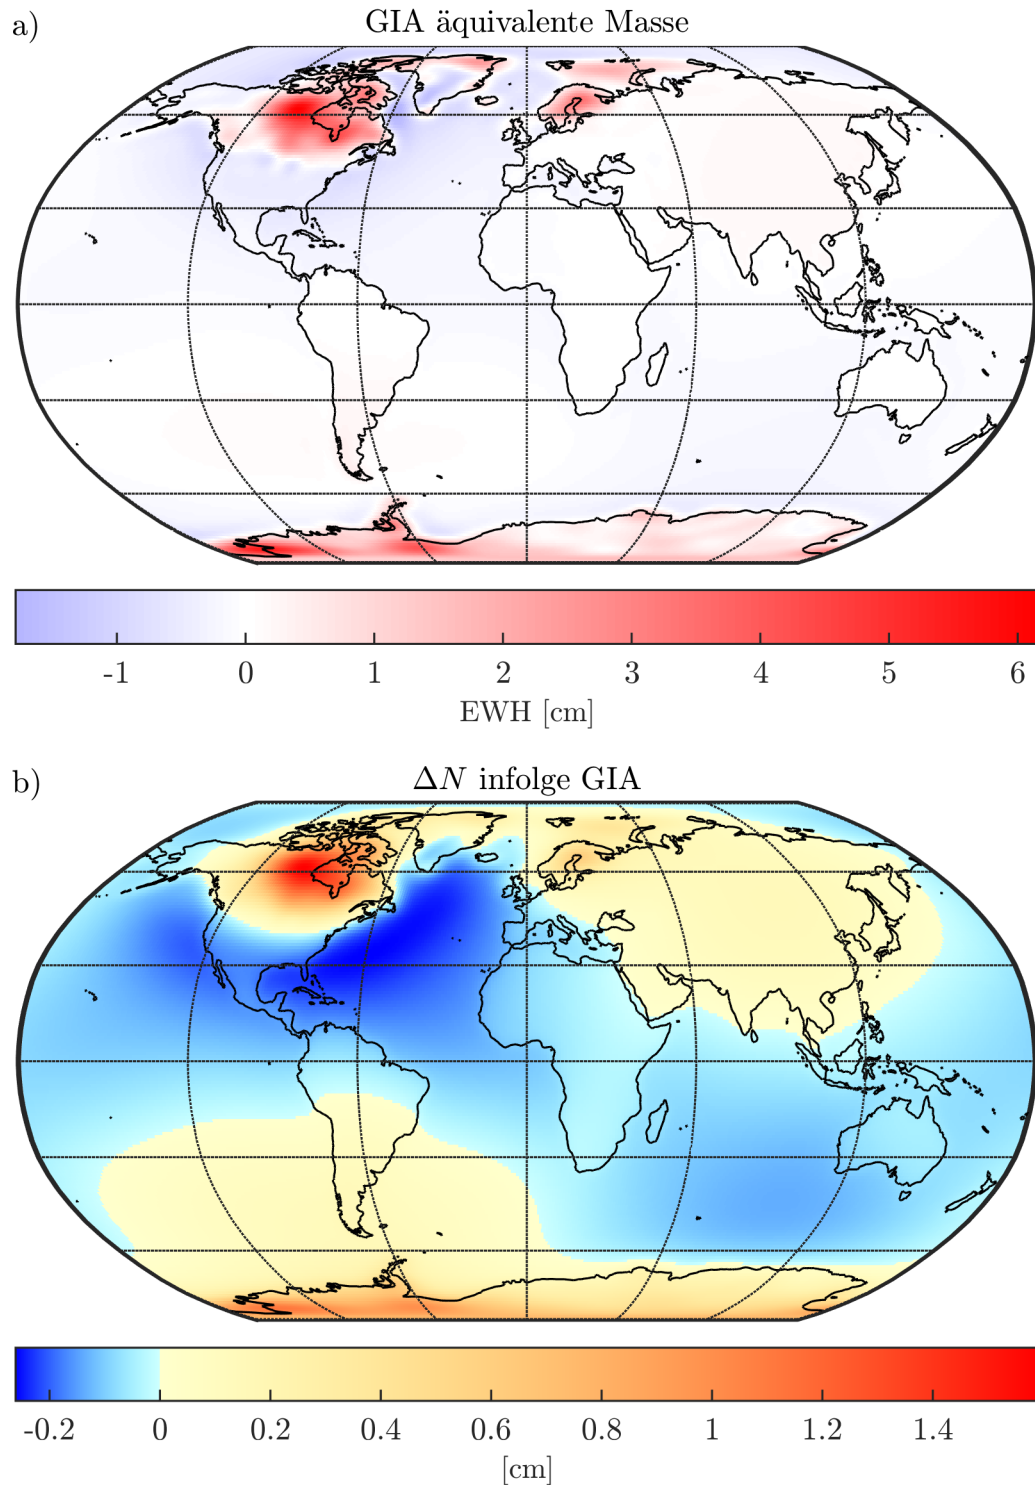 a)
GIA äquivalente Masse
-1 0 1 2 3 4 5 6
EWH [cm]
b)
ΔN infolge GIA
-0.2 0 0.2 0.4 0.6 0.8 1 1.2 1.4
[cm]